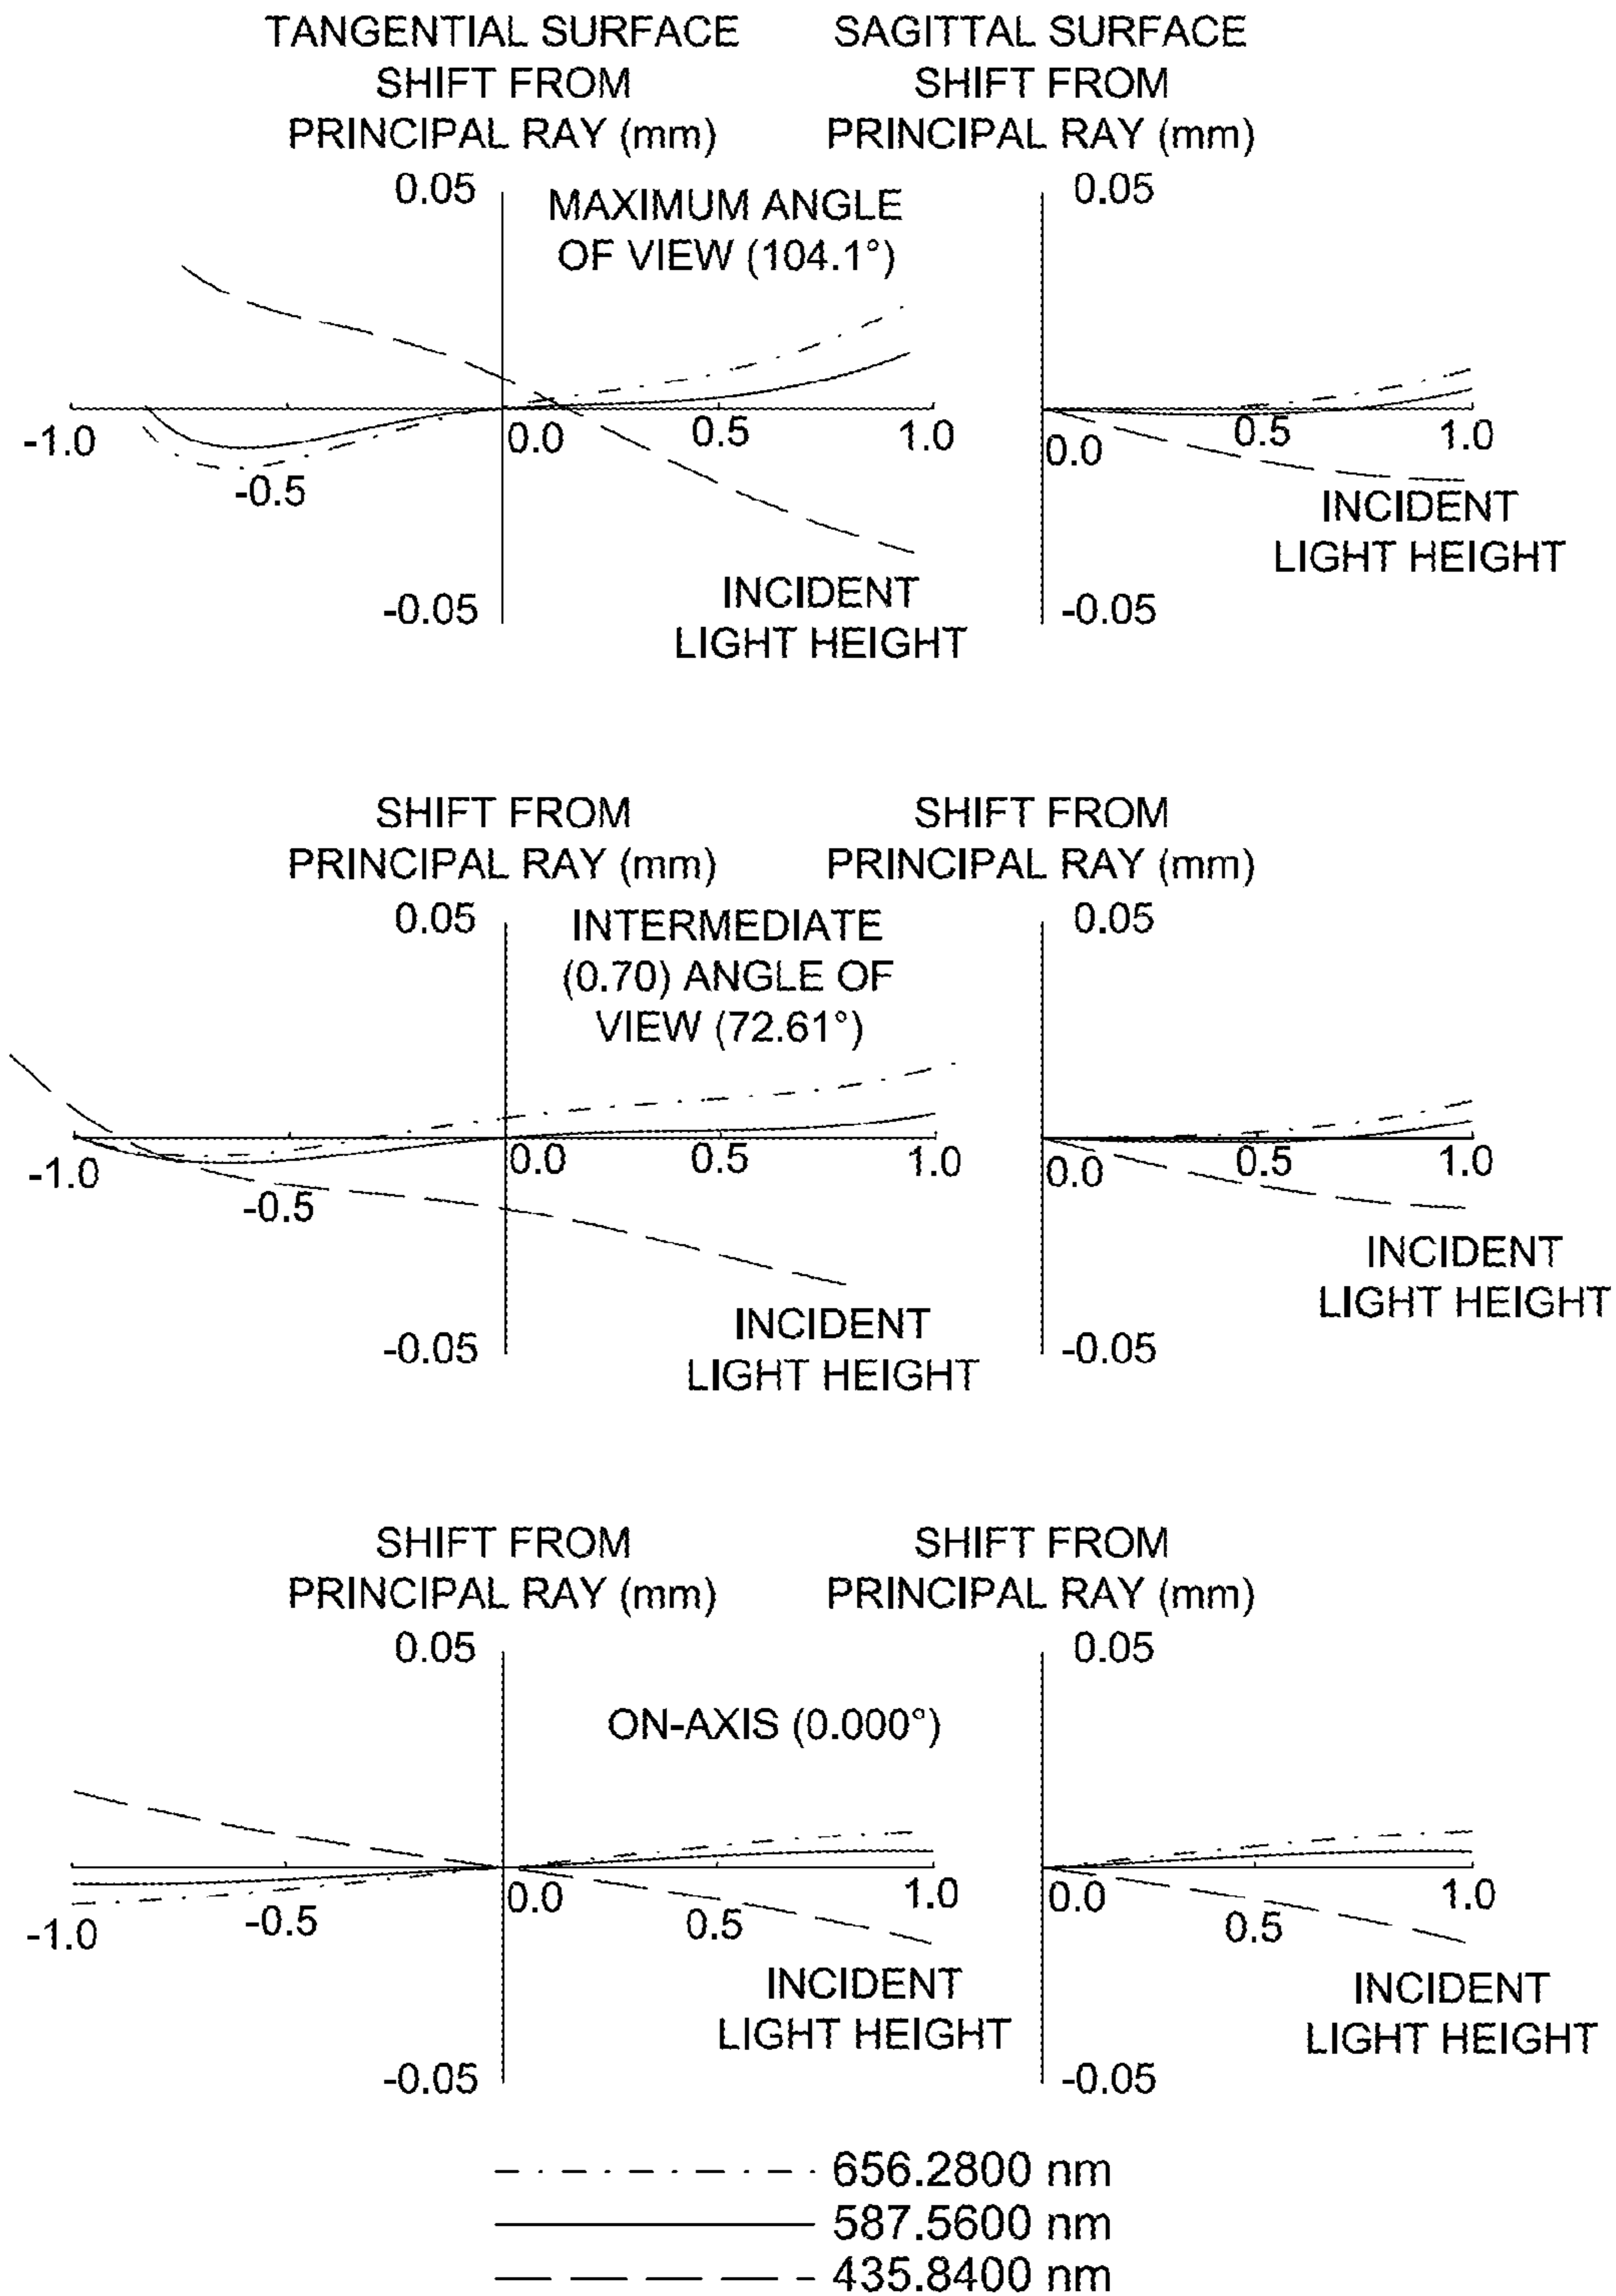 TANGENTIAL SURFACE
SHIFT FROM
PRINCIPAL RAY (mm)
SAGITTAL SURFACE
SHIFT FROM
PRINCIPAL RAY (mm)
0.05
MAXIMUM ANGLE
OF VIEW (104.1°)
-1.0
-0.5
0.0
0.5
1.0
-0.05
INCIDENT
LIGHT HEIGHT
0.05
0.0
0.5
1.0
INCIDENT
LIGHT HEIGHT
-0.05
SHIFT FROM
PRINCIPAL RAY (mm)
SHIFT FROM
PRINCIPAL RAY (mm)
0.05
INTERMEDIATE
(0.70) ANGLE OF
VIEW (72.61°)
-1.0
-0.5
0.0
0.5
1.0
-0.05
INCIDENT
LIGHT HEIGHT
0.05
0.0
0.5
1.0
INCIDENT
LIGHT HEIGHT
-0.05
SHIFT FROM
PRINCIPAL RAY (mm)
SHIFT FROM
PRINCIPAL RAY (mm)
0.05
ON-AXIS (0.000°)
-1.0
-0.5
0.0
0.5
1.0
INCIDENT
LIGHT HEIGHT
-0.05
0.05
0.0
0.5
1.0
INCIDENT
LIGHT HEIGHT
-0.05
656.2800 nm
587.5600 nm
435.8400 nm